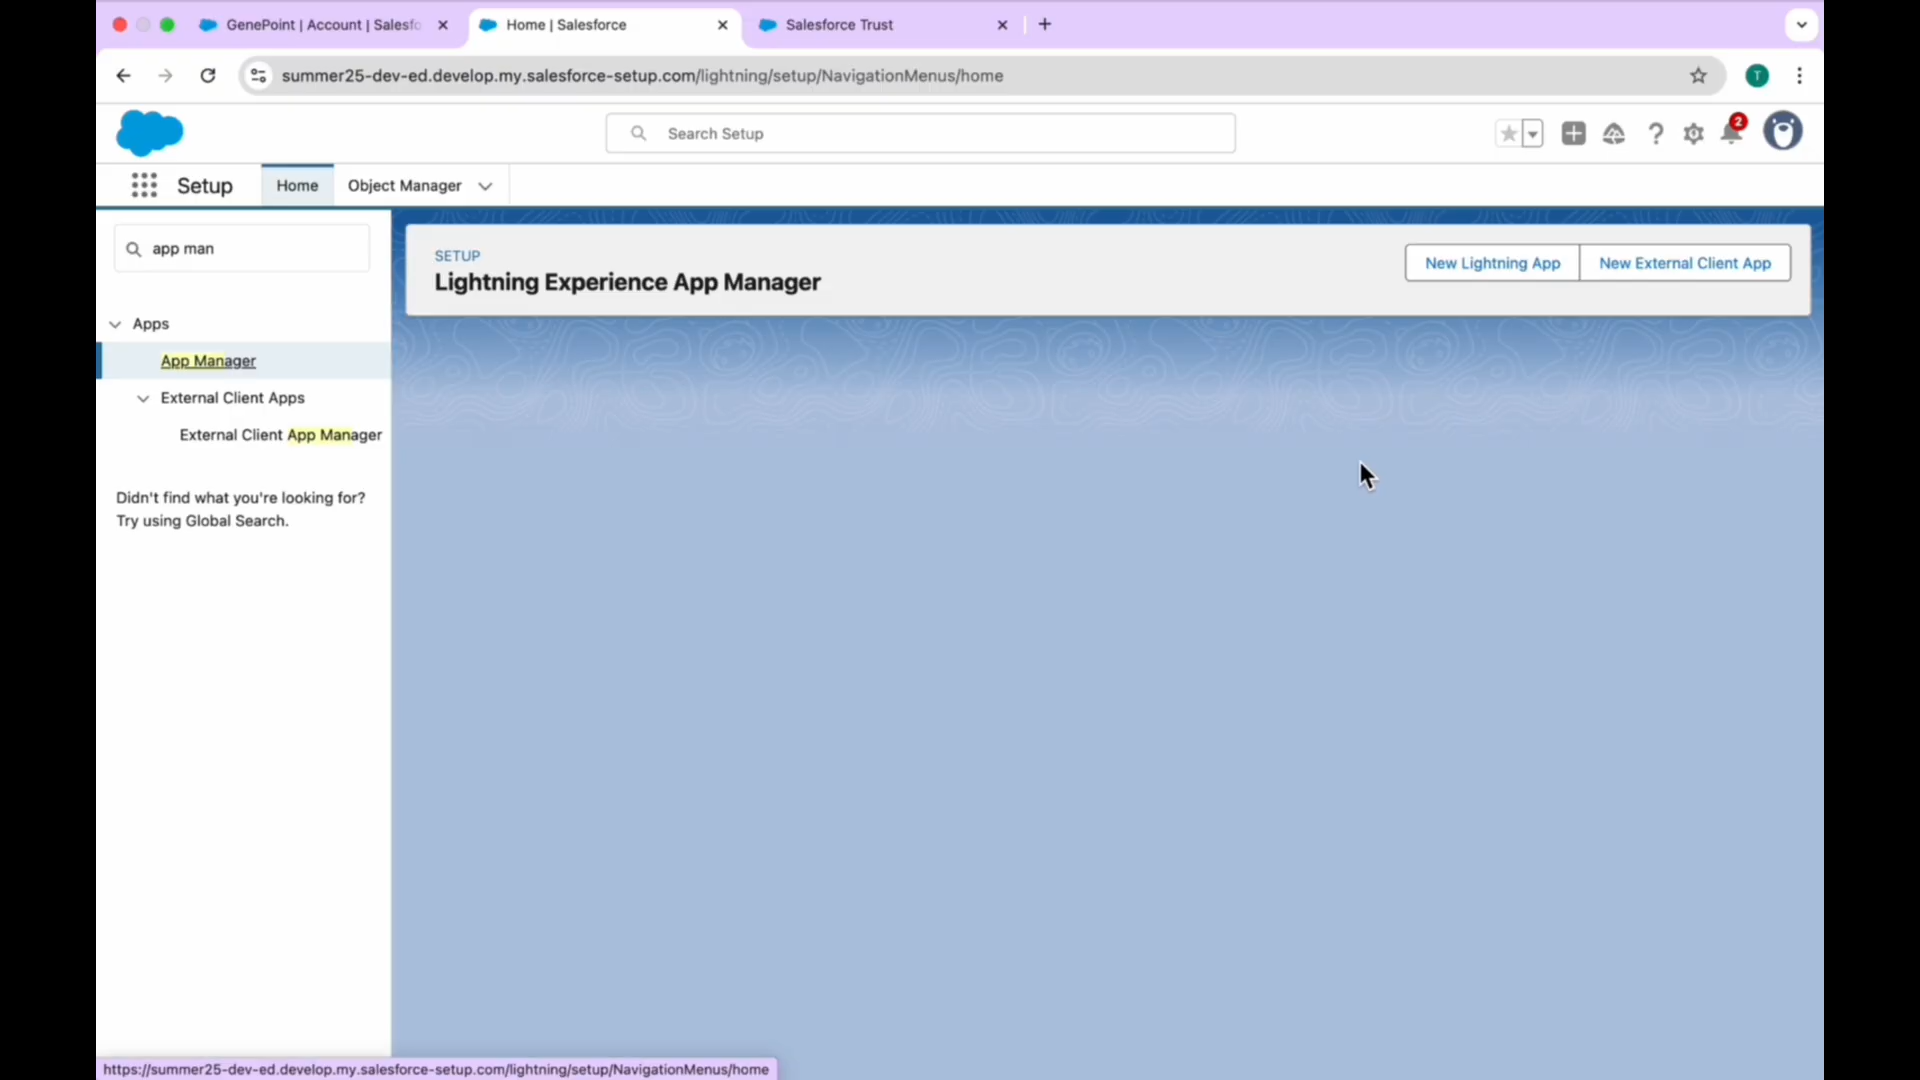 GenePoint | Account | Salesfo
Home | Salesforce
Salesforce Trust
summer25-dev-ed.develop.my.salesforce-setup.com/lightning/setup/NavigationMenus/home
T
Search Setup
2
Setup
Home
Object Manager
app man
Apps
App Manager
External Client Apps
External Client App Manager
Didn't find what you're looking for?
Try using Global Search.
SETUP
Lightning Experience App Manager
New Lightning App
New External Client App
https://summer25-dev-ed.develop.my.salesforce-setup.com/lightning/setup/NavigationMenus/home